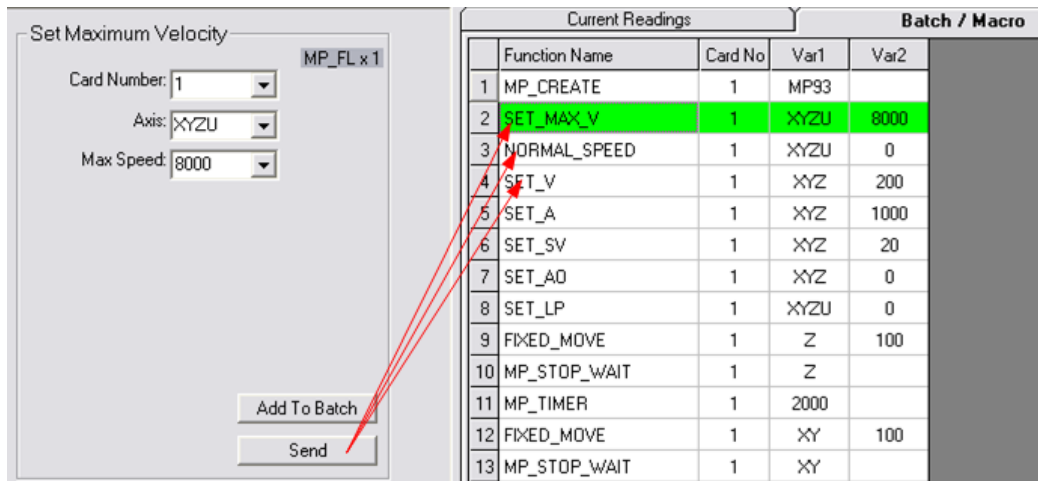 Set Maximum Velocity
MP_FL x 1
Card Number: 1
Axis: XYZU
Max Speed: 8000
Add To Batch
Send
Current Readings Batch / Macro
Function Name Card No Var1 Var2
1 MP_CREATE 1 MP93
2 SET_MAX_V 1 XYZU 8000
3 NORMAL_SPEED 1 XYZU 0
4 SET_V 1 XYZ 200
5 SET_A 1 XYZ 1000
6 SET_SV 1 XYZ 20
7 SET_AO 1 XYZ 0
8 SET_LP 1 XYZU 0
9 FIXED_MOVE 1 Z 100
10 MP_STOP_WAIT 1 Z
11 MP_TIMER 1 2000
12 FIXED_MOVE 1 XY 100
13 MP_STOP_WAIT 1 XY